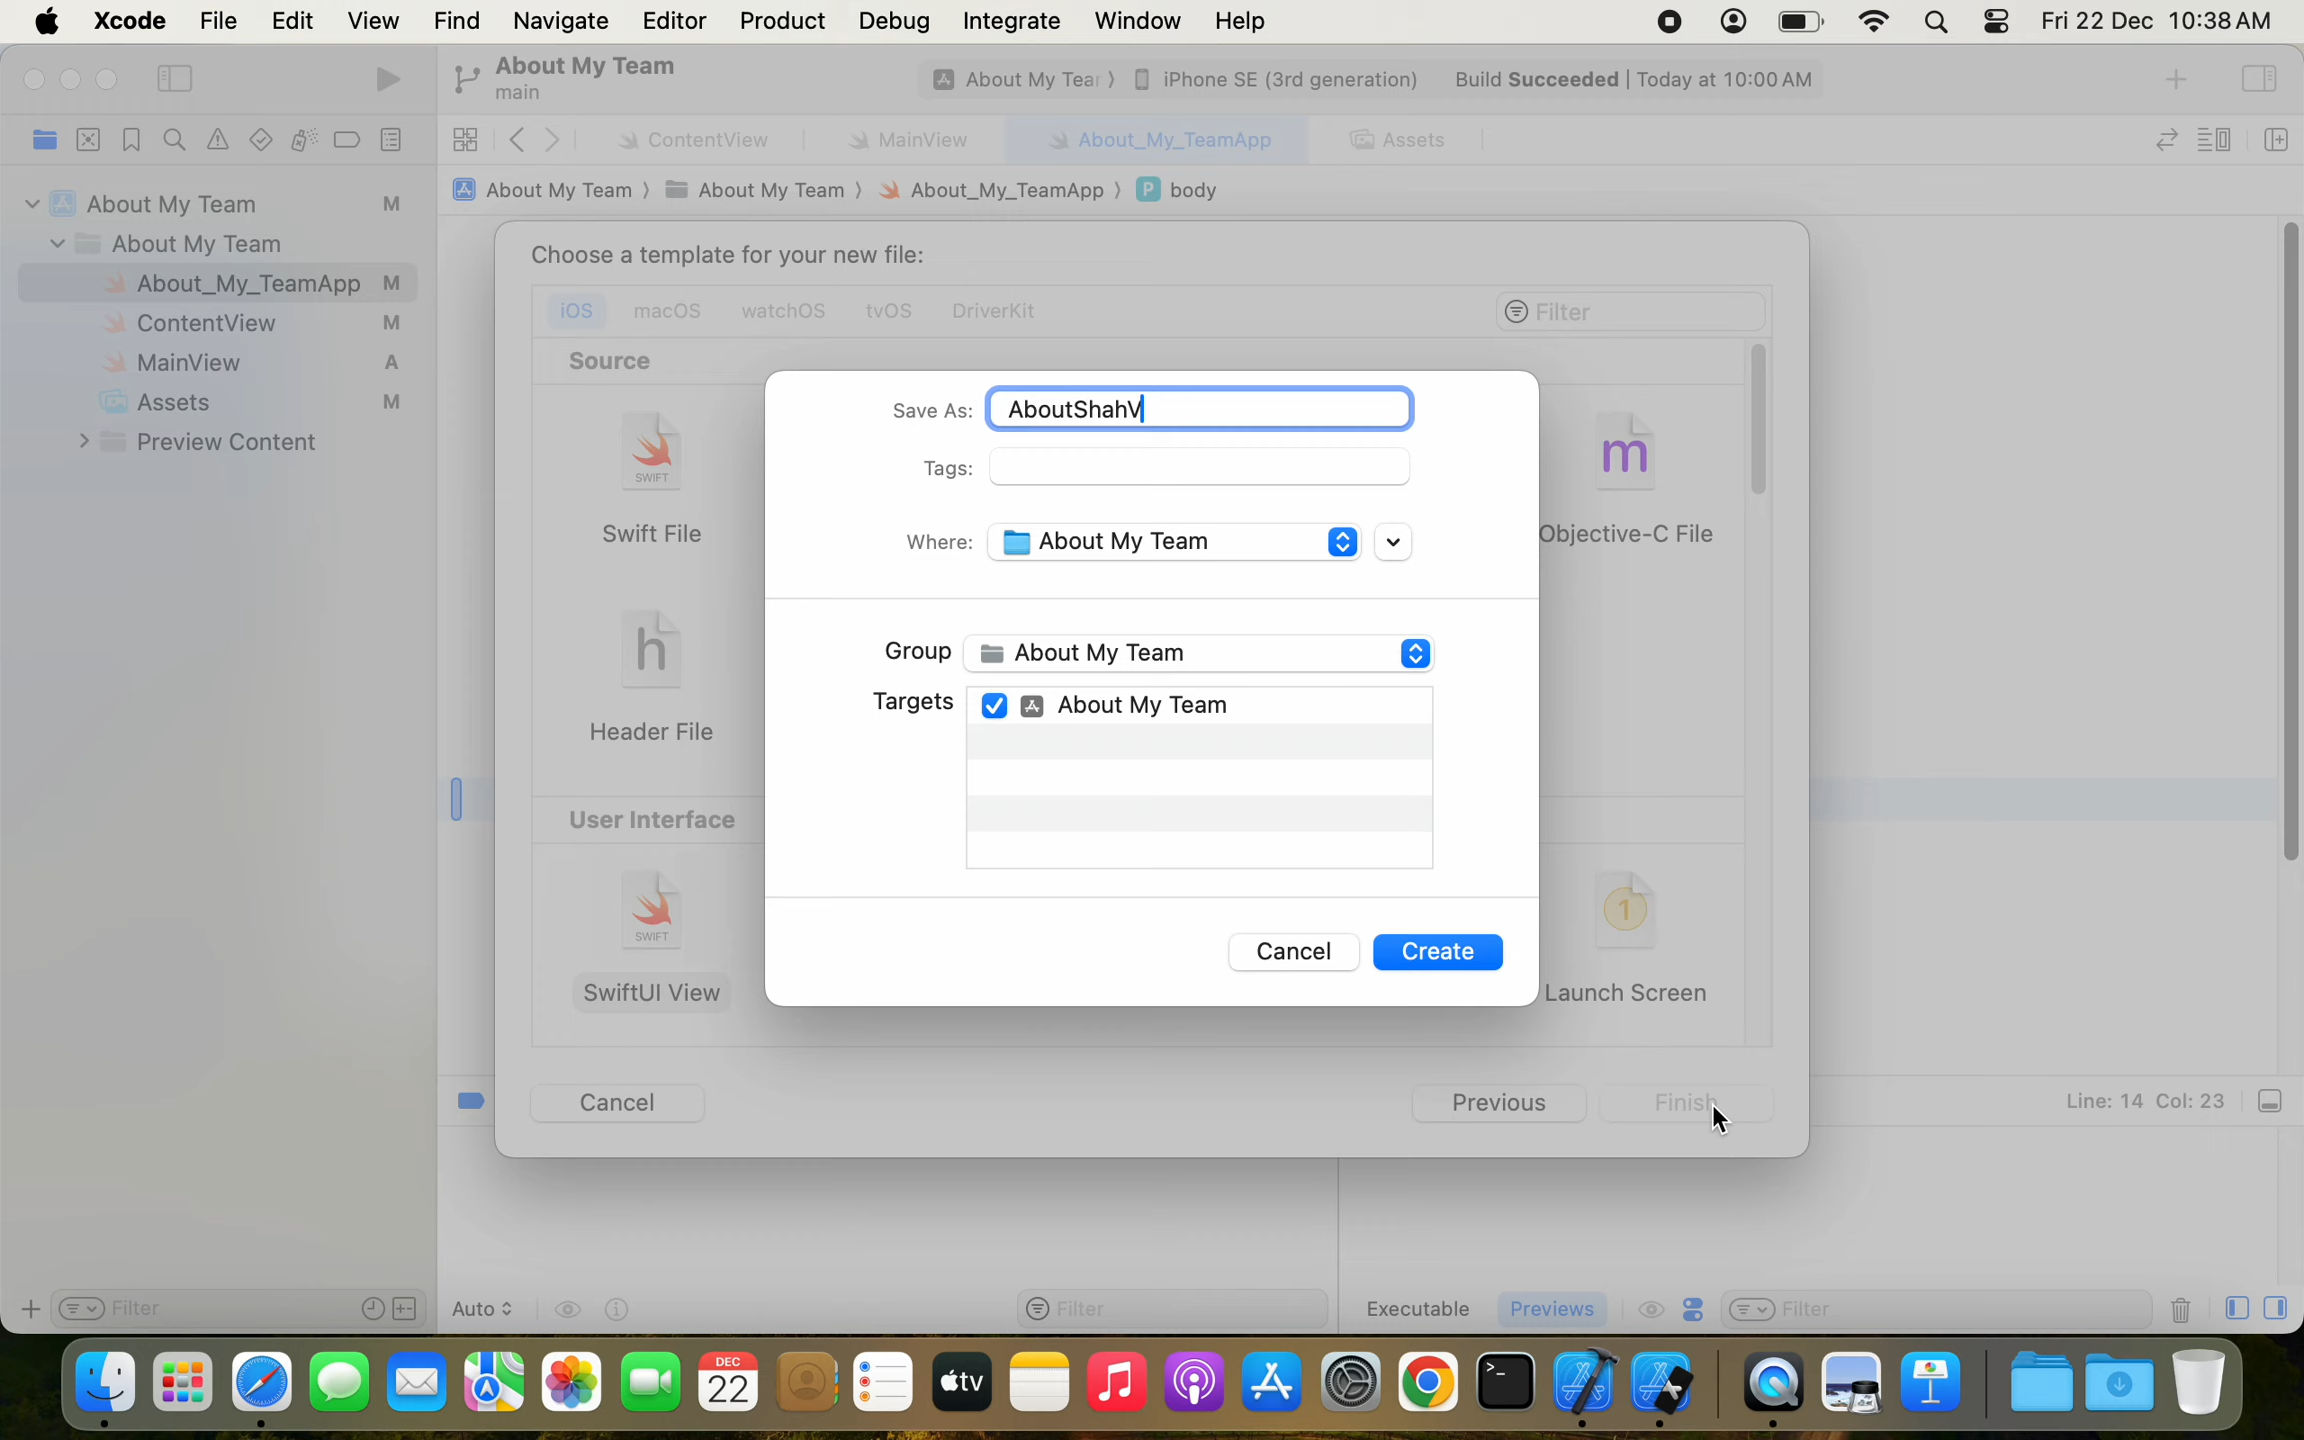 Xcode File Edit View Find Navigate Editor Product Debug Integrate Window Help Fri 22 Dec 10:38 AM
About My Team
main
About My Tear iPhone SE (3rd generation) Build Succeeded | Today at 10:00 AM
ContentView MainView About_My_TeamApp Assets
About My Team M
About My Team About My Team About_My_TeamApp P body
About My Team
About_My_TeamApp M
ContentView M
MainView A
Assets M
Preview Content
Choose a template for your new file:
iOS macOS watchOS tvOS DriverKit Filter
Source
Save As: AboutShahV
Tags:
Where: About My Team
SWIFT
m
Swift File
Objective-C File
h
Header File
Group About My Team
Targets About My Team
User Interface
SWIFT
1
SwiftUI View
Launch Screen
Cancel Create
Cancel Previous Finish
Line: 14 Col: 23
Filter Auto Filter Executable Previews Filter
DEC
22
tv
>_